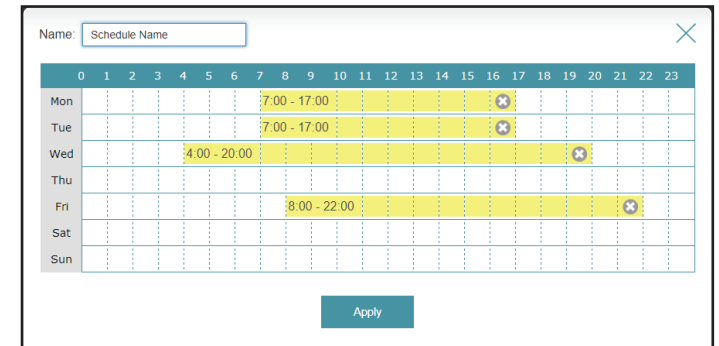 Name: Schedule Name
0 1 2 3 4 5 6 7 8 9 10 11 12 13 14 15 16 17 18 19 20 21 22 23
Mon 7:00 - 17:00
Tue 7:00 - 17:00
Wed 4:00 - 20:00
Thu
Fri 8:00 - 22:00
Sat
Sun
Apply